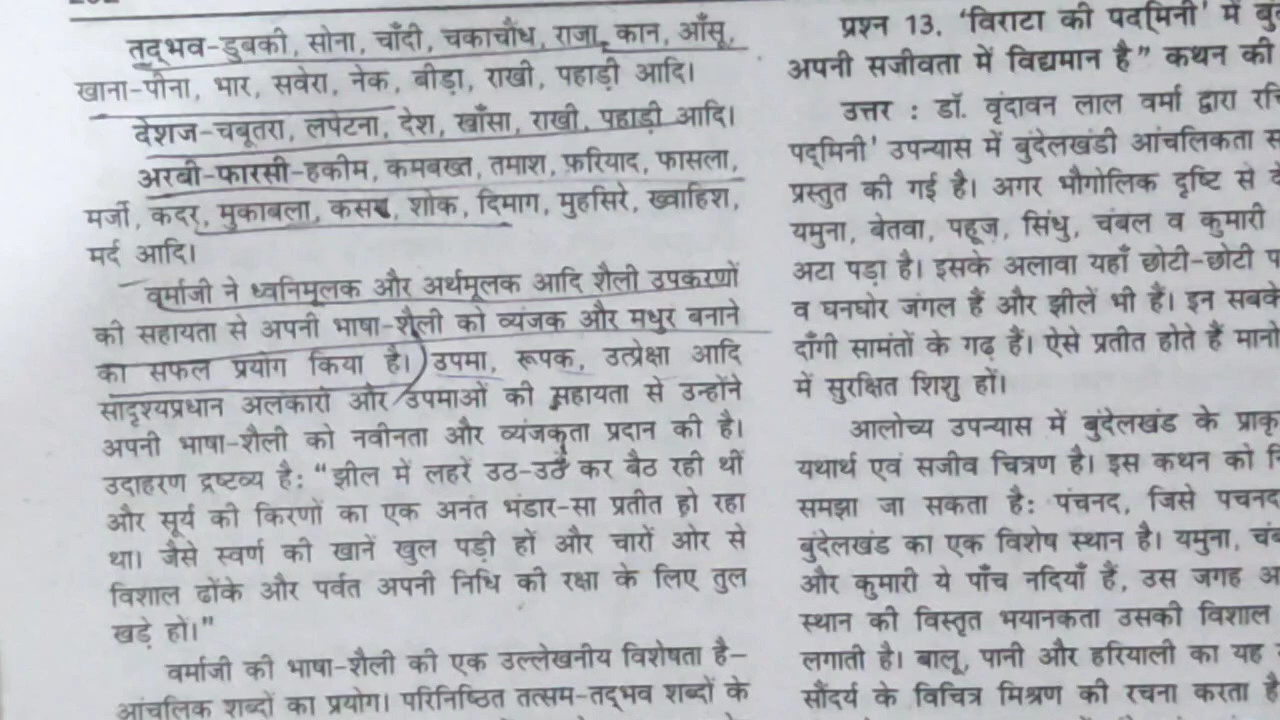 तद्भव-डुबकी, सोना, चाँदी, चकाचौंध, राजा, कान, आँसू,
खाना-पीना, भार, सवेरा, नेक, बीड़ा, राखी, पहाड़ी आदि।
देशज-चबूतरा, लपेटना, देश, खाँसा, राखी, पहाड़ी आदि।
अरबी-फारसी-हकीम, कमबख्त, तमाश, फ़रियाद, फासला,
मर्जी, कदर, मुकाबला, कसर, शोक, दिमाग, मुहसिरे, ख्वाहिश,
मर्द आदि।
वर्माजी ने ध्वनिमूलक और अर्थमूलक आदि शैली उपकरणों
की सहायता से अपनी भाषा-शैली को व्यंजक और मधुर बनाने
का सफल प्रयोग किया है। उपमा, रूपक, उत्प्रेक्षा आदि
सादृश्यप्रधान अलंकारों और उपमाओं की सहायता से उन्होंने
अपनी भाषा-शैली को नवीनता और व्यंजकता प्रदान की है।
उदाहरण द्रष्टव्य है: "झील में लहरें उठ-उठ कर बैठ रही थीं
और सूर्य की किरणों का एक अनंत भंडार-सा प्रतीत हो रहा
था। जैसे स्वर्ण की खानें खुल पड़ी हों और चारों ओर से
विशाल ढोंके और पर्वत अपनी निधि की रक्षा के लिए तुल
खड़े हों।"
वर्माजी की भाषा-शैली की एक उल्लेखनीय विशेषता है-
आंचलिक शब्दों का प्रयोग। परिनिष्ठित तत्सम-तद्भव शब्दों के
प्रश्न 13. 'विराटा की पद्मिनी' में
अपनी सजीवता में विद्यमान है" कथन की
उत्तर : डॉ. वृंदावन लाल वर्मा द्वारा
पद्मिनी' उपन्यास में बुंदेलखंडी आंचलिकता
प्रस्तुत की गई है। अगर भौगोलिक दृष्टि से
यमुना, बेतवा, पहूज, सिंधु, चंबल व कुमारी
अटा पड़ा है। इसके अलावा यहाँ छोटी-छोटी
व घनघोर जंगल हैं और झीलें भी हैं। इन सबके
दाँगी सामंतों के गढ़ हैं। ऐसे प्रतीत होते हैं मानो
में सुरक्षित शिशु हों।
आलोच्य उपन्यास में बुंदेलखंड के
यथार्थ एवं सजीव चित्रण है। इस कथन को
समझा जा सकता है: पंचनद, जिसे
बुंदेलखंड का एक विशेष स्थान है। यमुना,
और कुमारी ये पाँच नदियाँ हैं, उस जगह
स्थान की विस्तृत भयानकता उसकी विशाल
लगाती है। बालू, पानी और हरियाली का यह
सौंदर्य के विचित्र मिश्रण की रचना करता